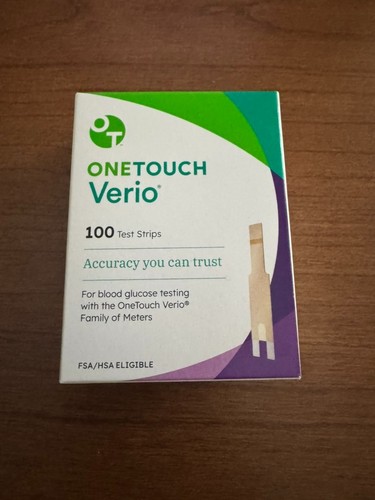 OT
ONETOUCH
Verio®
100 Test Strips
Accuracy you can trust
For blood glucose testing
with the OneTouch Verio®
Family of Meters
FSA/HSA ELIGIBLE